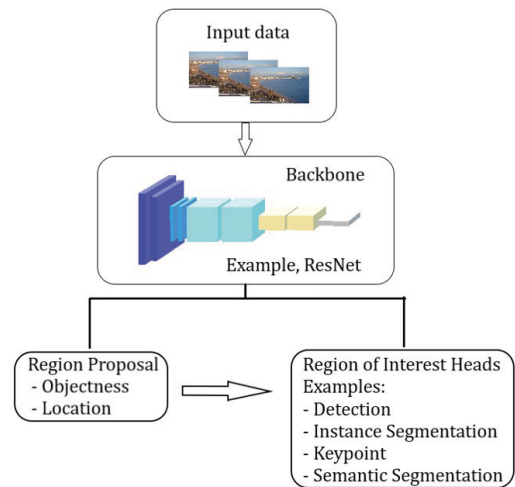 Input data
Backbone
Example, ResNet
Region Proposal
- Objectness
- Location
Region of Interest Heads
Examples:
- Detection
- Instance Segmentation
- Keypoint
- Semantic Segmentation